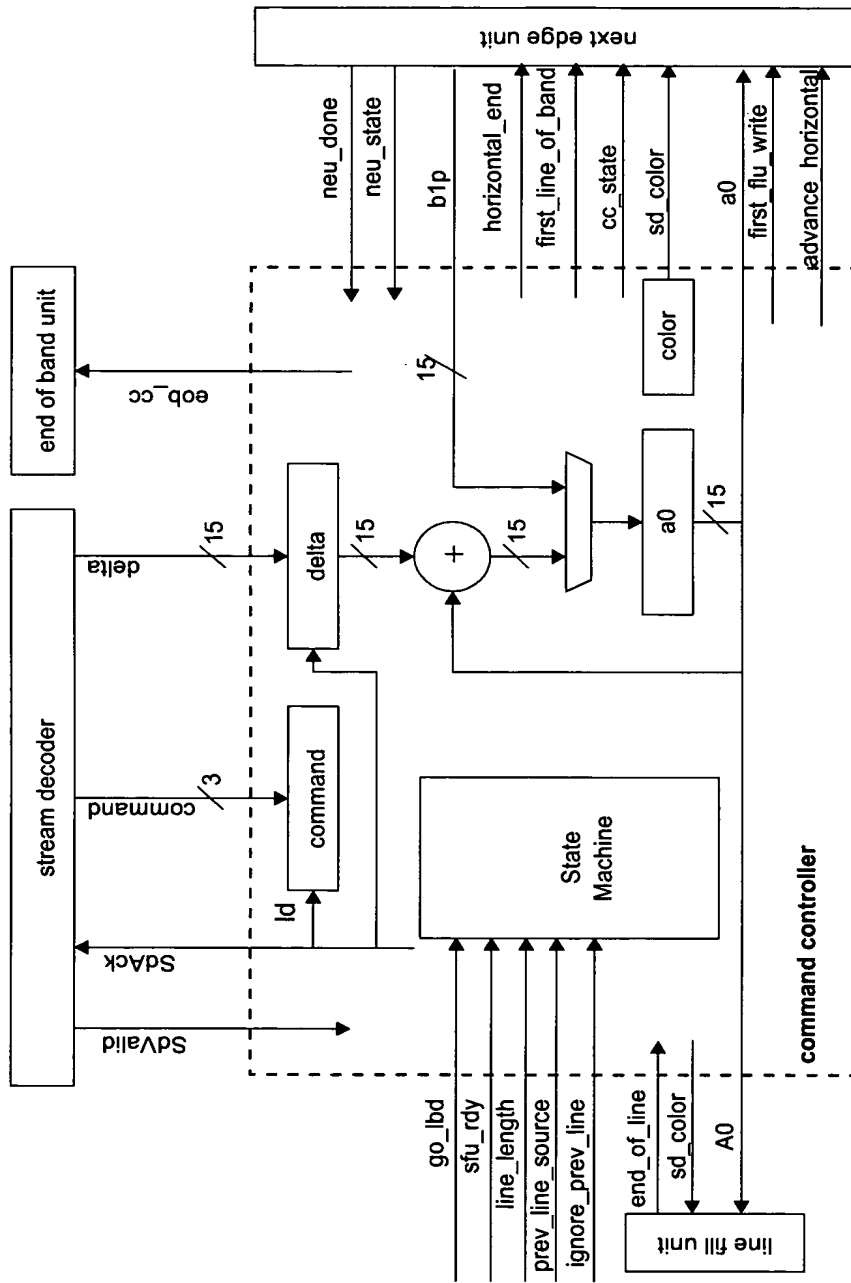 stream decoder
end of band unit
SdValid
SdAck
command
3
delta
15
eob_cc
ld
command
delta
15
+
15
15
a0
15
color
State
Machine
command controller
go_lbd
sfu_rdy
line_length
prev_line_source
ignore_prev_line
end_of_line
sd_color
A0
line fill unit
neu_done
neu_state
b1p
horizontal_end
first_line_of_band
cc_state
sd_color
a0
first_flu_write
advance_horizontal
next edge unit